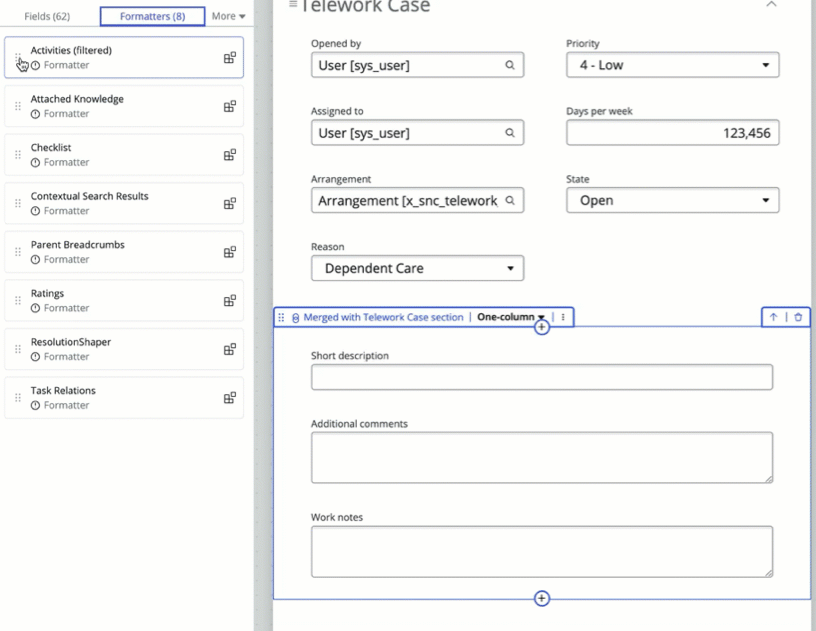 Fields (62) Formatters (8) More
Activities (filtered)
Formatter
Attached Knowledge
Formatter
Checklist
Formatter
Contextual Search Results
Formatter
Parent Breadcrumbs
Formatter
Ratings
Formatter
ResolutionShaper
Formatter
Task Relations
Formatter
Telework Case
Opened by Priority
User [sys_user] 4 - Low
Assigned to Days per week
User [sys_user] 123,456
Arrangement State
Arrangement [x_snc_telework Open
Reason
Dependent Care
Merged with Telework Case section | One-column
Short description
Additional comments
Work notes